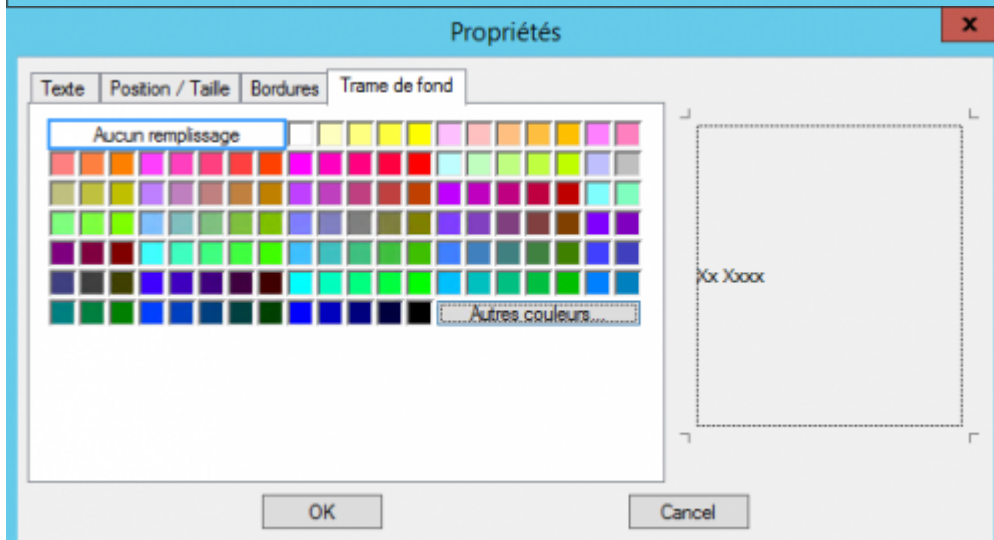 Propriétés
x
Texte Position / Taille Bordures Trame de fond
Aucun remplissage
Xx Xxxx
Autres couleurs...
OK Cancel